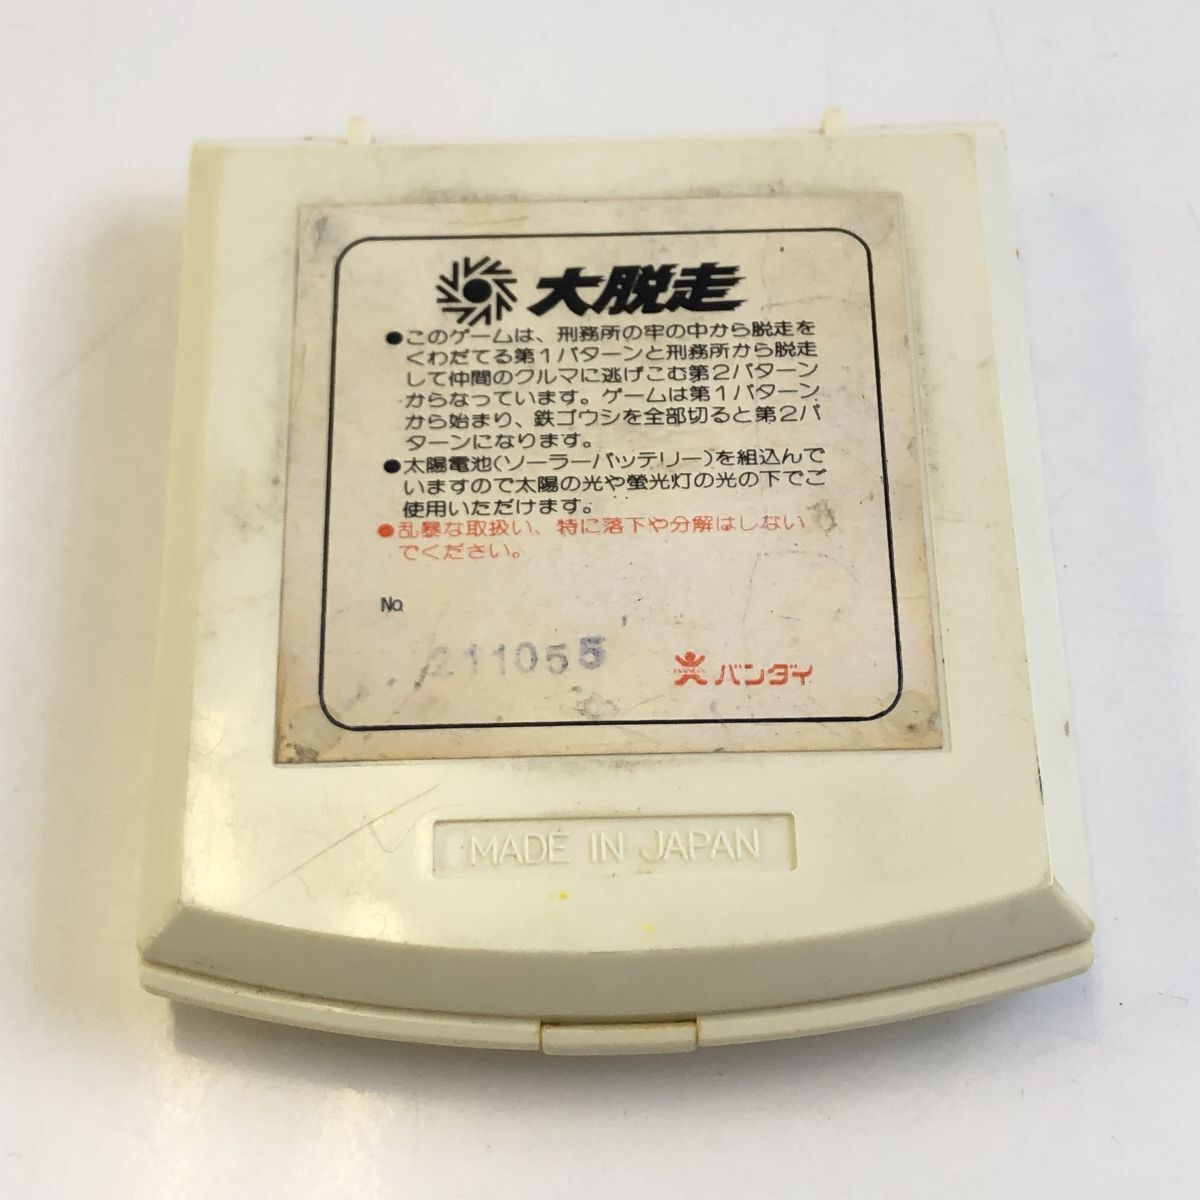 大脱走
●このゲームは、刑務所の牢の中から脱走を
くわだてる第1パターンと刑務所から脱走
して仲間のクルマに逃げこむ第2パターン
からなっています。ゲームは第1パターン
から始まり、鉄ゴウシを全部切ると第2パ
ターンになります。
●太陽電池(ソーラーバッテリー)を組込んで
いますので太陽の光や螢光灯の光の下でご
使用いただけます。
●乱暴な取扱い、特に落下や分解はしない
でください。
No.
211055
バンダイ
MADE IN JAPAN